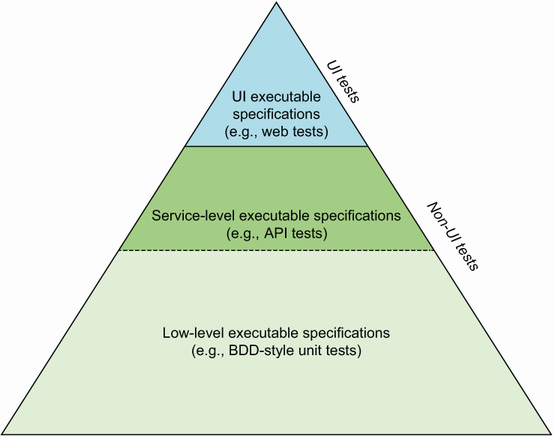 UI tests
UI executable
specifications
(e.g., web tests)
Service-level executable specifications
(e.g., API tests)
Non-UI tests
Low-level executable specifications
(e.g., BDD-style unit tests)